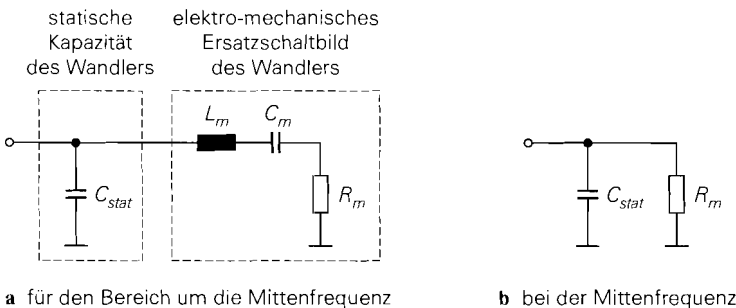 statische
Kapazität
des Wandlers
elektro-mechanisches
Ersatzschaltbild
des Wandlers
L_m
C_m
C_stat
R_m
C_stat
R_m
a für den Bereich um die Mittenfrequenz
b bei der Mittenfrequenz